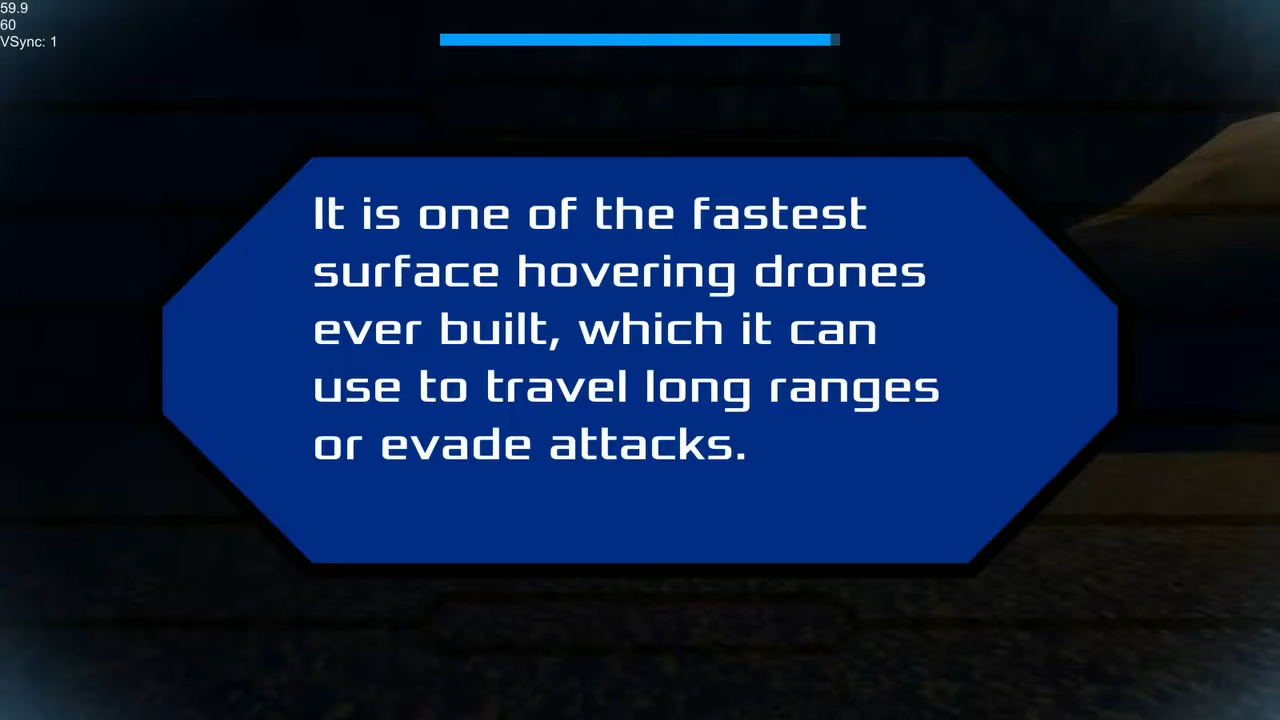 59.9
60
VSync: 1
It is one of the fastest
surface hovering drones
ever built, which it can
use to travel long ranges
or evade attacks.